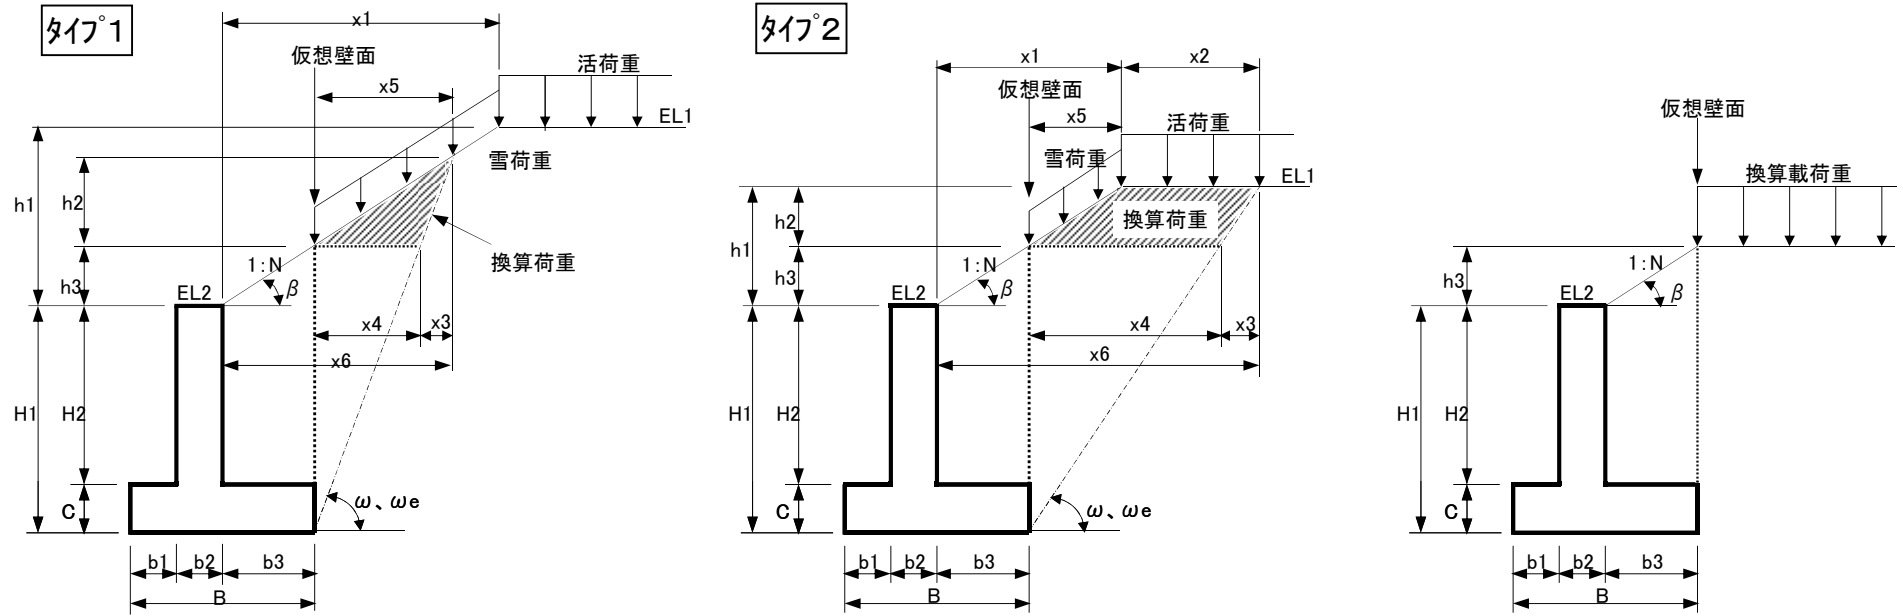 タイプ1
x1
仮想壁面
活荷重
x5
EL1
雪荷重
h1
h2
換算荷重
1:N
h3
β
EL2
x4
x3
x6
H1
H2
C
ω、ωe
b1
b2
b3
B
タイプ2
x1
x2
仮想壁面
x5
活荷重
雪荷重
EL1
h1
h2
換算荷重
1:N
h3
β
EL2
x4
x3
x6
H1
H2
C
ω、ωe
b1
b2
b3
B
仮想壁面
換算載荷重
1:N
h3
β
EL2
H1
H2
C
b1
b2
b3
B